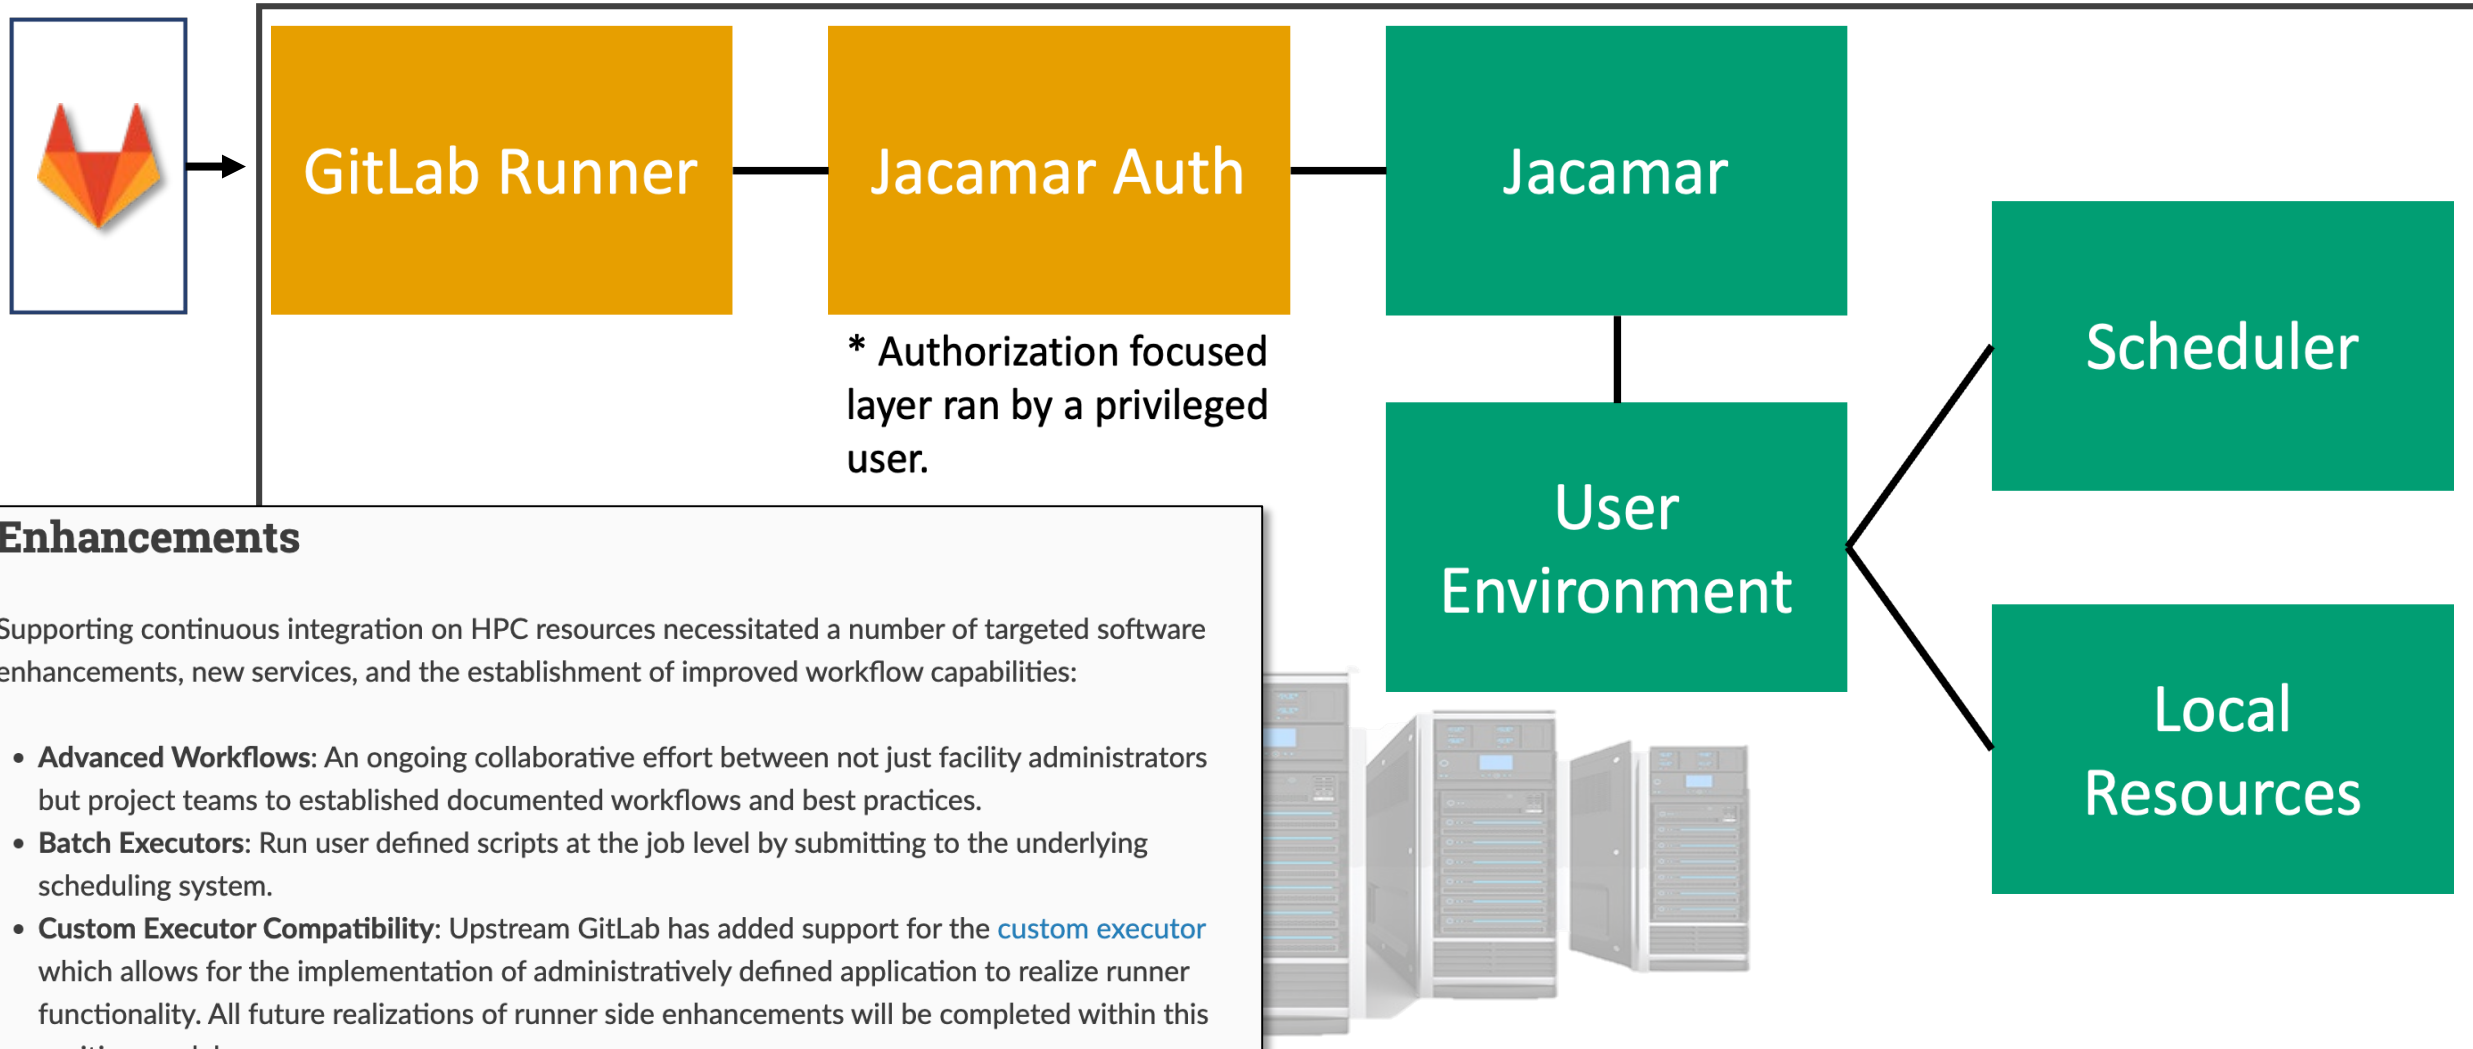 GitLab Runner
Jacamar Auth
Jacamar
* Authorization focused
layer ran by a privileged
user.
User
Environment
Scheduler
Local
Resources
Enhancements
Supporting continuous integration on HPC resources necessitated a number of targeted software
enhancements, new services, and the establishment of improved workflow capabilities:
• Advanced Workflows: An ongoing collaborative effort between not just facility administrators
but project teams to established documented workflows and best practices.
• Batch Executors: Run user defined scripts at the job level by submitting to the underlying
scheduling system.
• Custom Executor Compatibility: Upstream GitLab has added support for the custom executor
which allows for the implementation of administratively defined application to realize runner
functionality. All future realizations of runner side enhancements will be completed within this